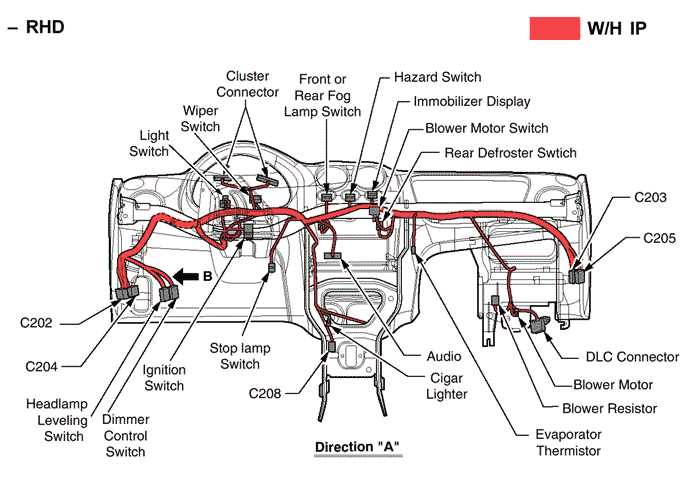 – RHD
W/H IP
Cluster
Connector
Front or
Rear Fog
Lamp Switch
Hazard Switch
Immobilizer Display
Wiper
Switch
Blower Motor Switch
Light
Switch
Rear Defroster Swtich
C203
C205
B
C202
C204
Ignition
Switch
Stop lamp
Switch
C208
Audio
Cigar
Lighter
DLC Connector
Blower Motor
Blower Resistor
Headlamp
Leveling
Switch
Dimmer
Control
Switch
Evaporator
Thermistor
Direction "A"